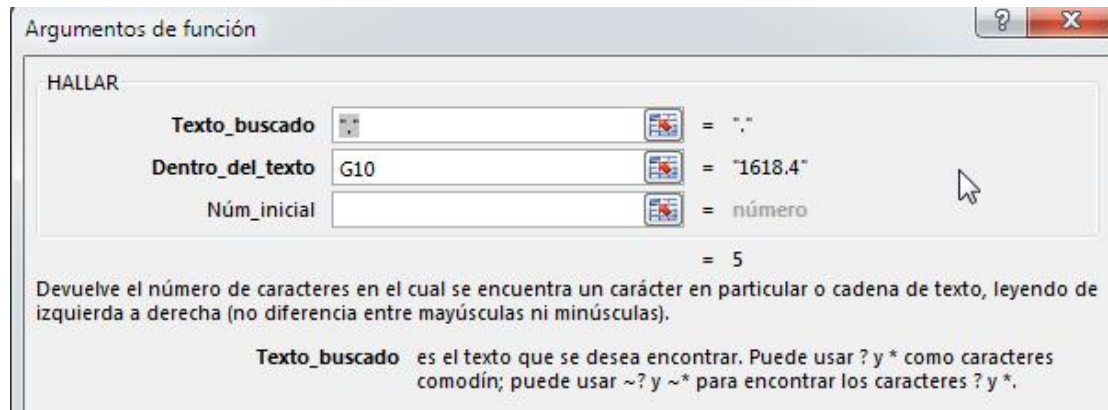 Argumentos de función
HALLAR
Texto_buscado "." = "."
Dentro_del_texto G10 = "1618.4"
Núm_inicial = número
= 5
Devuelve el número de caracteres en el cual se encuentra un carácter en particular o cadena de texto, leyendo de
izquierda a derecha (no diferencia entre mayúsculas ni minúsculas).
Texto_buscado es el texto que se desea encontrar. Puede usar ? y * como caracteres
comodín; puede usar ~? y ~* para encontrar los caracteres ? y *.